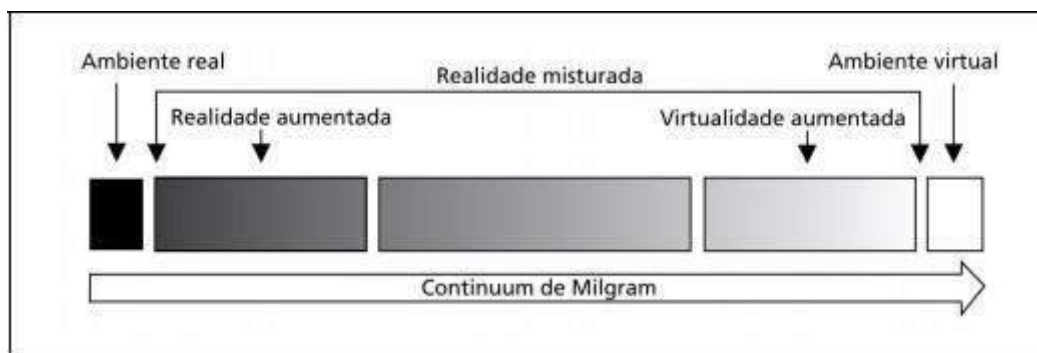 Ambiente real
Ambiente virtual
Realidade misturada
Realidade aumentada
Virtualidade aumentada
Continuum de Milgram